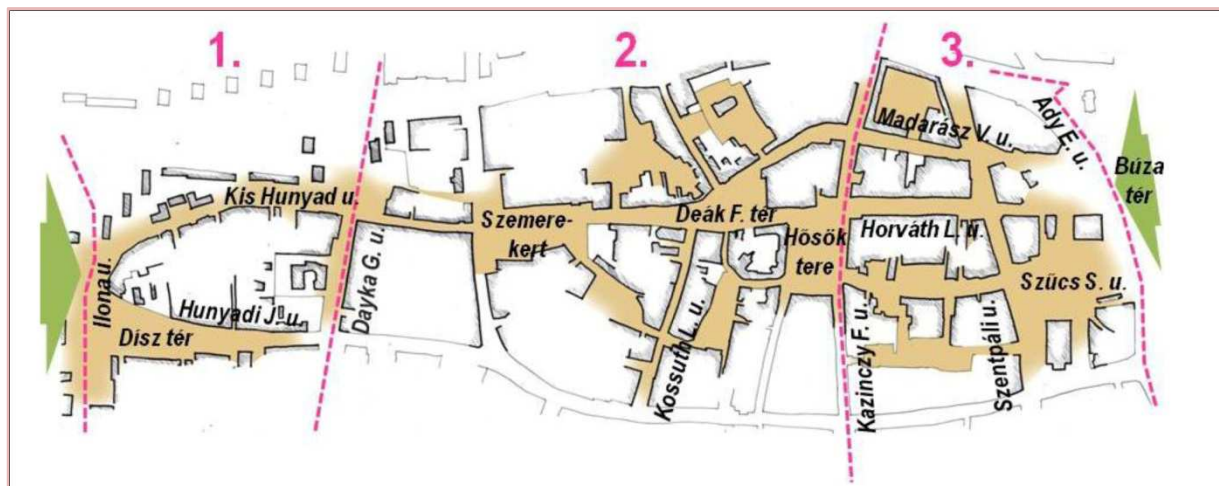 1.
2.
3.
Madarász V. u.
Ady E. u.
Búza
tér
Kis Hunyad u.
Szemere-
kert
Deák F. tér
Hősök
tere
Horváth L. u.
Ilona u.
Dayka G. u.
Szűcs S. u.
Hunyadi J. u.
Dísz tér
Kossuth L. u.
Kazinczy F. u.
Szentpáli u.